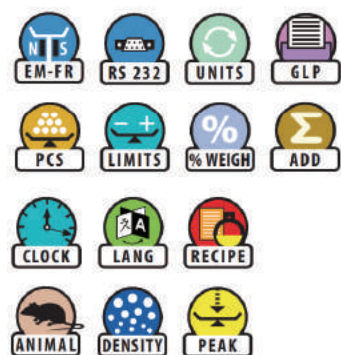 N S
EM-FR RS 232 UNITS GLP
PCS LIMITS % WEIGH ADD
CLOCK LANG RECIPE
ANIMAL DENSITY PEAK